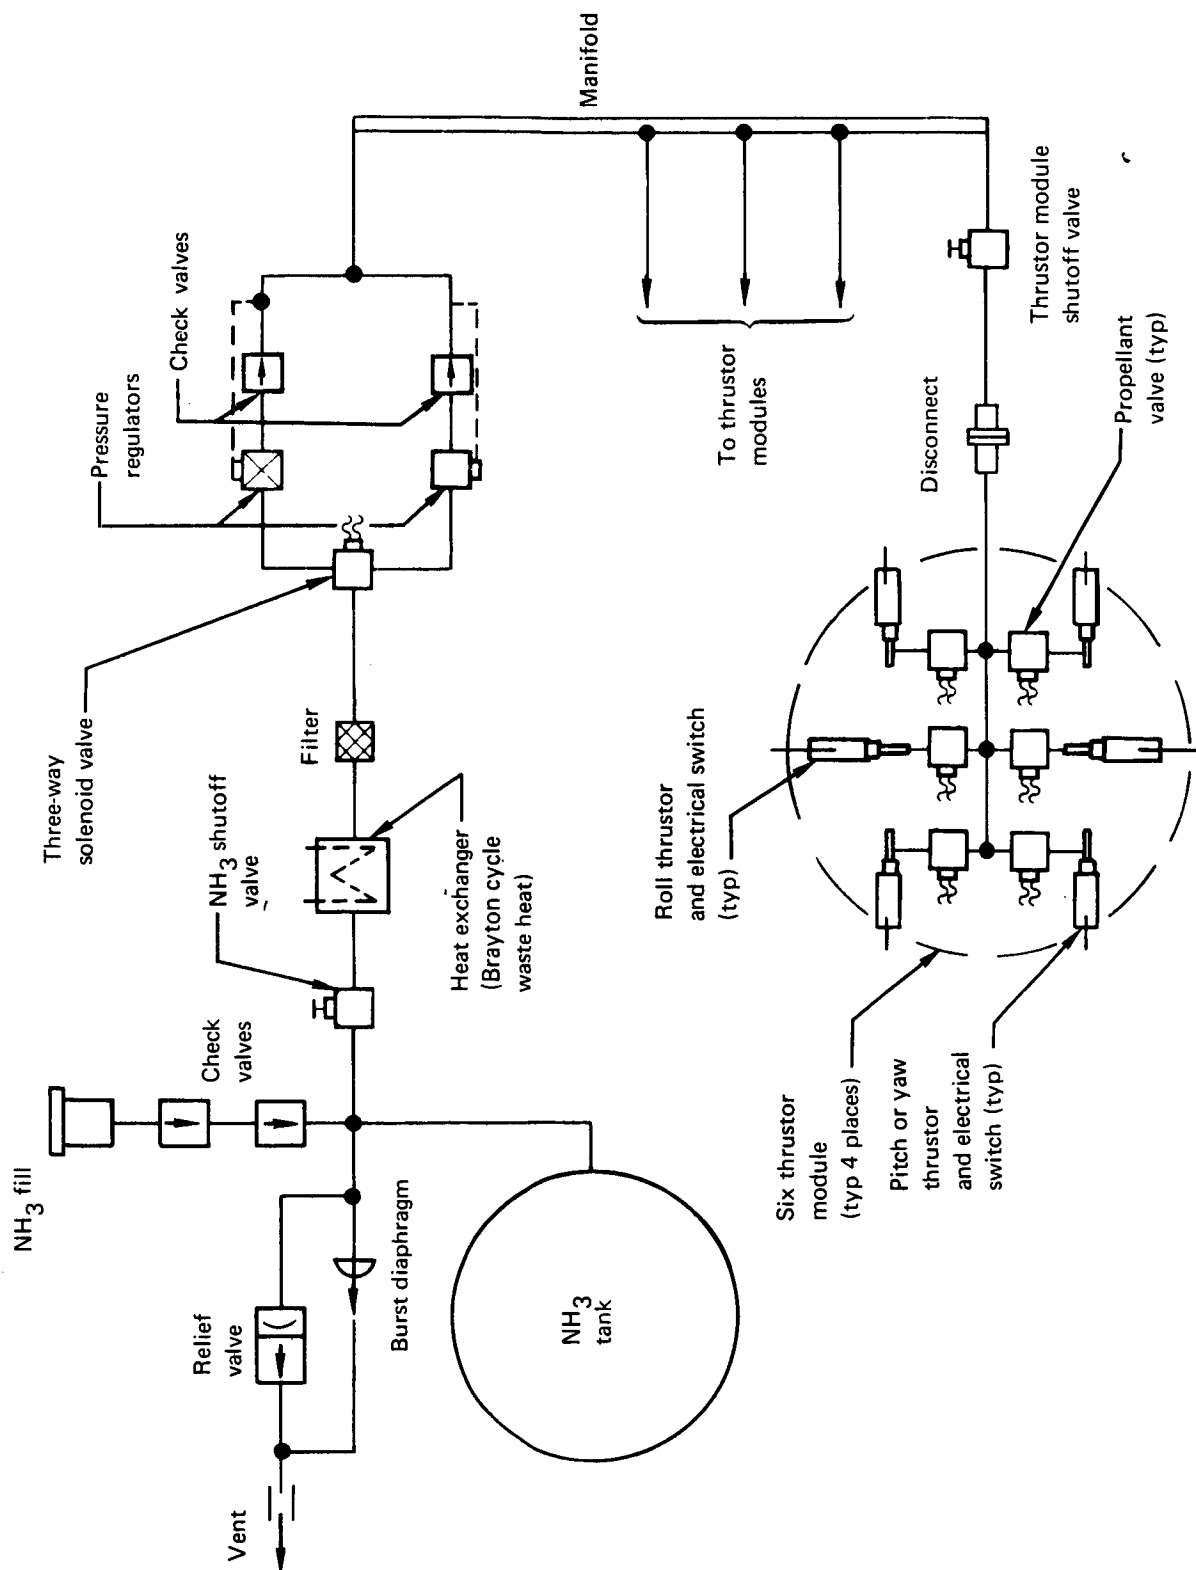 NH3 fill
Check
valves
Relief
valve
Vent
Burst diaphragm
NH3
tank
NH3 shutoff
valve
Heat exchanger
(Brayton cycle
waste heat)
Filter
Three-way
solenoid valve
Pressure
regulators
Check valves
Manifold
To thrustor
modules
Thrustor module
shutoff valve
Disconnect
Propellant
valve (typ)
Roll thrustor
and electrical switch
(typ)
Six thrustor
module
(typ 4 places)
Pitch or yaw
thrustor
and electrical
switch (typ)